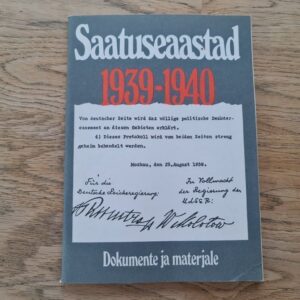 Saatuseaastad
1939-1940
Von deutscher Seite wird das völlige politische Desinter-
essement an diesen Gebieten erklärt.
4) Dieses Protokoll wird von beiden Seiten streng
geheim behandelt werden.
Moskau, den 23. August 1939.
Für die
Deutsche Reichsregierung:
In Vollmacht
der Regierung der
UdSSR:
Dokumente ja materjale